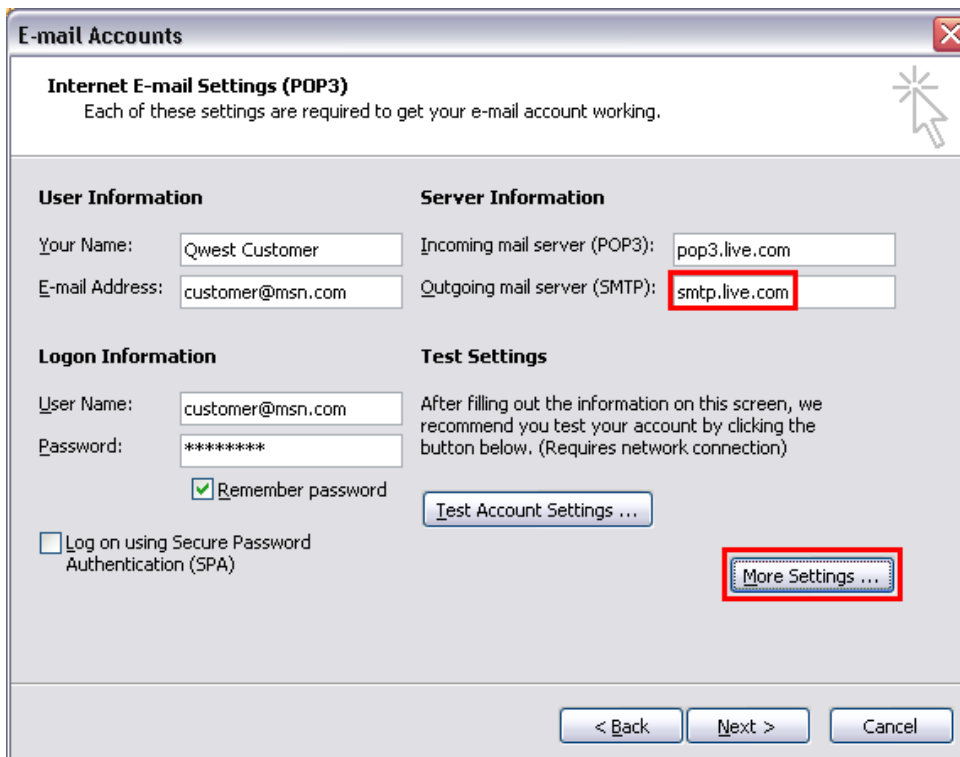 E-mail Accounts
Internet E-mail Settings (POP3)
Each of these settings are required to get your e-mail account working.
User Information
Your Name:
Qwest Customer
E-mail Address:
customer@msn.com
Server Information
Incoming mail server (POP3):
pop3.live.com
Outgoing mail server (SMTP):
smtp.live.com
Logon Information
User Name:
customer@msn.com
Password:
********
Remember password
Log on using Secure Password
Authentication (SPA)
Test Settings
After filling out the information on this screen, we
recommend you test your account by clicking the
button below. (Requires network connection)
Test Account Settings ...
More Settings ...
< Back
Next >
Cancel